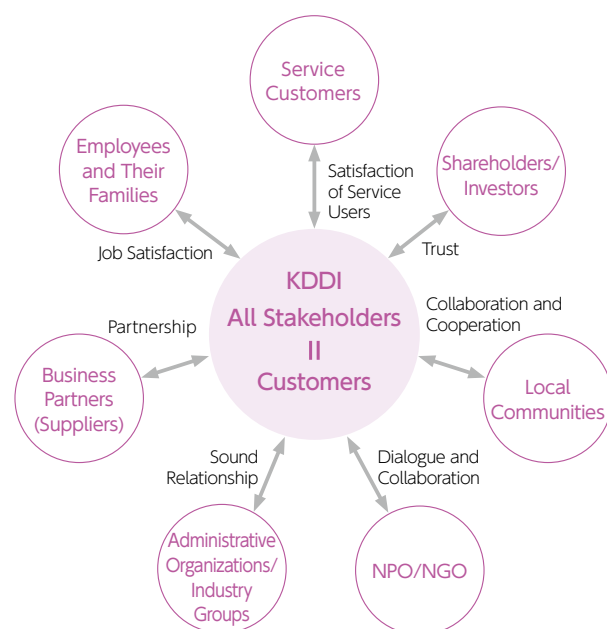 Service
Customers
Employees
and Their
Families
Shareholders/
Investors
Satisfaction
of Service
Users
Job Satisfaction
Trust
KDDI
All Stakeholders
II
Customers
Partnership
Collaboration and
Cooperation
Business
Partners
(Suppliers)
Local
Communities
Sound
Relationship
Dialogue and
Collaboration
Administrative
Organizations/
Industry
Groups
NPO/NGO